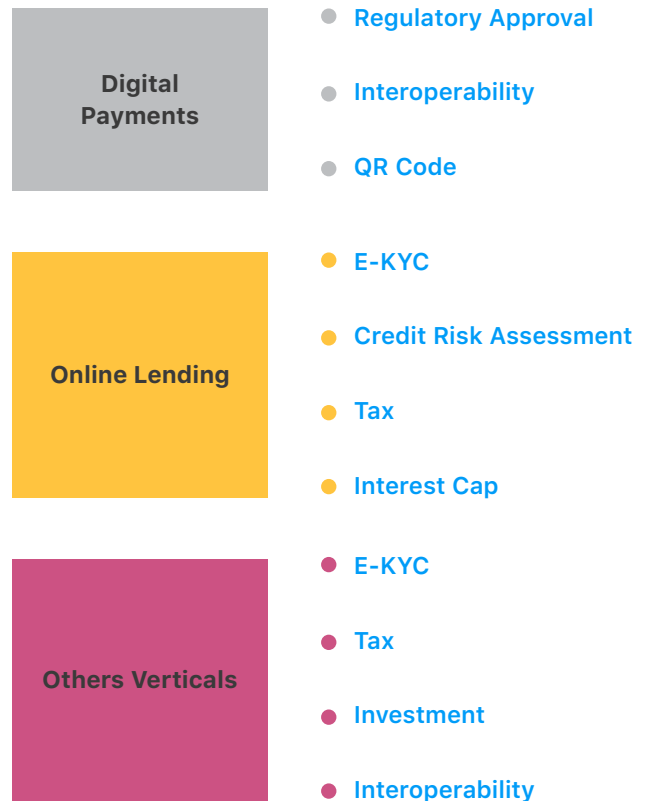 Digital
Payments
Regulatory Approval
Interoperability
QR Code
Online Lending
E-KYC
Credit Risk Assessment
Tax
Interest Cap
Others Verticals
E-KYC
Tax
Investment
Interoperability